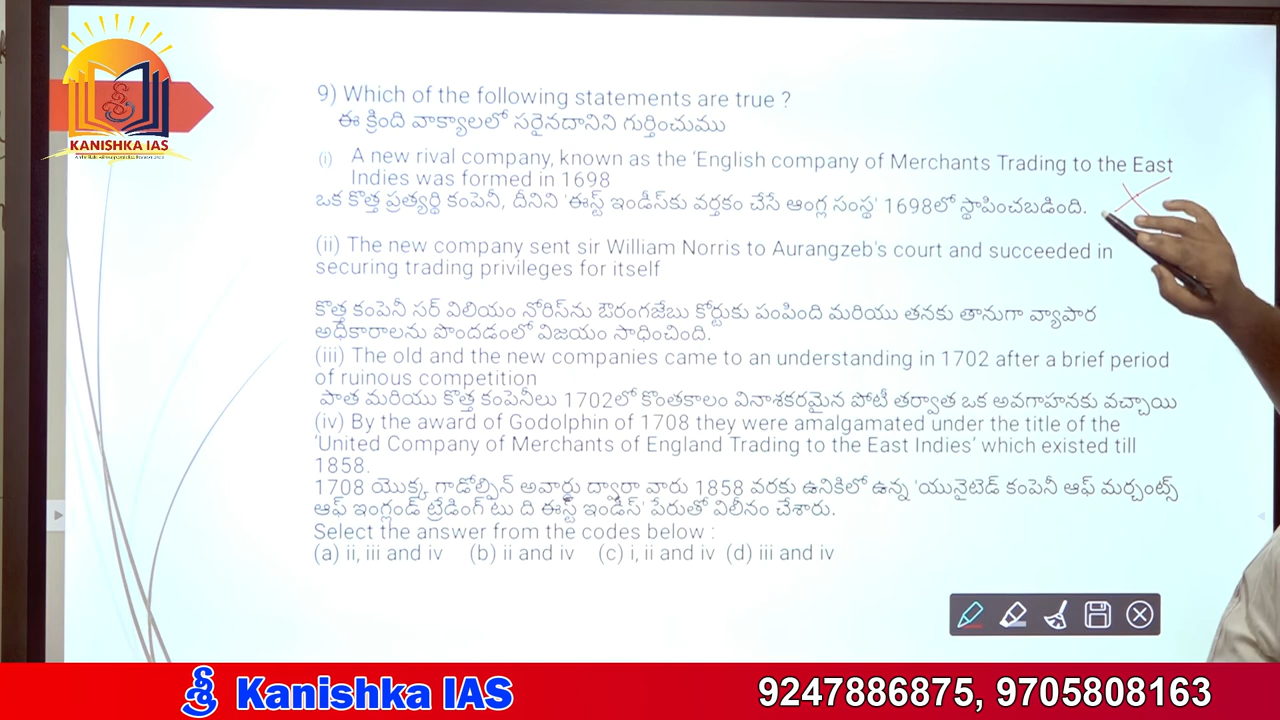 శ్రీ
KANISHKA IAS
9) Which of the following statements are true ?
ఈ క్రింది వాక్యాలలో సరైనదానిని గుర్తించుము
(i) A new rival company, known as the ‘English company of Merchants Trading to the East
Indies was formed in 1698
ఒక కొత్త ప్రత్యర్థి కంపెనీ, దీనిని 'ఈస్ట్ ఇండీస్‌కు వర్తకం చేసే ఆంగ్ల సంస్థ' 1698లో స్థాపించబడింది.
(ii) The new company sent sir William Norris to Aurangzeb's court and succeeded in
securing trading privileges for itself
కొత్త కంపెనీ సర్ విలియం నోరిస్‌ను ఔరంగజేబు కోర్టుకు పంపింది మరియు తనకు తానుగా వ్యాపార
అధికారాలను పొందడంలో విజయం సాధించింది.
(iii) The old and the new companies came to an understanding in 1702 after a brief period
of ruinous competition
పాత మరియు కొత్త కంపెనీలు 1702లో కొంతకాలం వినాశకరమైన పోటీ తర్వాత ఒక అవగాహనకు వచ్చాయి
(iv) By the award of Godolphin of 1708 they were amalgamated under the title of the
‘United Company of Merchants of England Trading to the East Indies’ which existed till
1858.
1708 యొక్క గాడోల్ఫిన్ అవార్డు ద్వారా వారు 1858 వరకు ఉనికిలో ఉన్న 'యునైటెడ్ కంపెనీ ఆఫ్ మర్చంట్స్
ఆఫ్ ఇంగ్లండ్ ట్రేడింగ్ టు ది ఈస్ట్ ఇండీస్' పేరుతో విలీనం చేశారు.
Select the answer from the codes below :
(a) ii, iii and iv (b) ii and iv (c) i, ii and iv (d) iii and iv
శ్రీ Kanishka IAS 9247886875, 9705808163